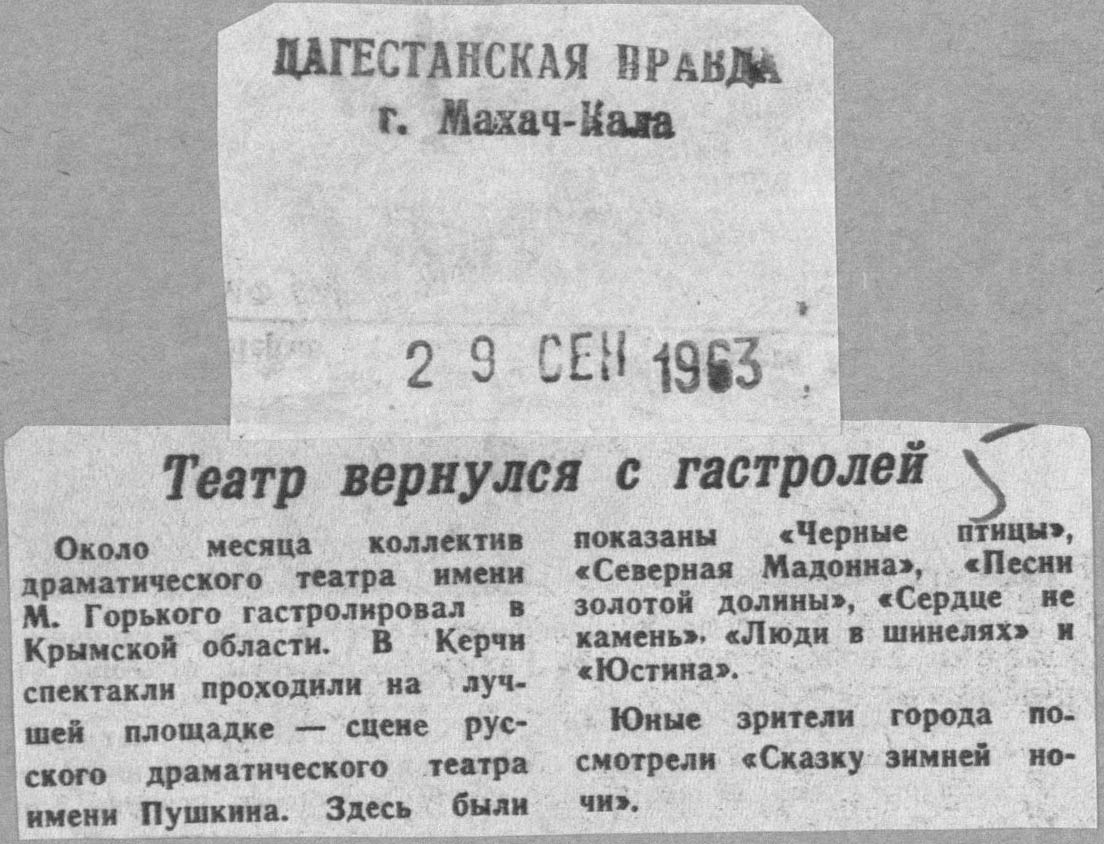 ДАГЕСТАНСКАЯ ПРАВДА
г. Махач-Кала
29 СЕН 1963
Театр вернулся с гастролей
Около месяца коллектив
драматического театра имени
М. Горького гастролировал в
Крымской области. В Керчи
спектакли проходили на луч-
шей площадке — сцене рус-
ского драматического театра
имени Пушкина. Здесь были
показаны «Черные птицы»,
«Северная Мадонна», «Песни
золотой долины», «Сердце не
камень», «Люди в шинелях» и
«Юстина».
Юные зрители города по-
смотрели «Сказку зимней но-
чи».